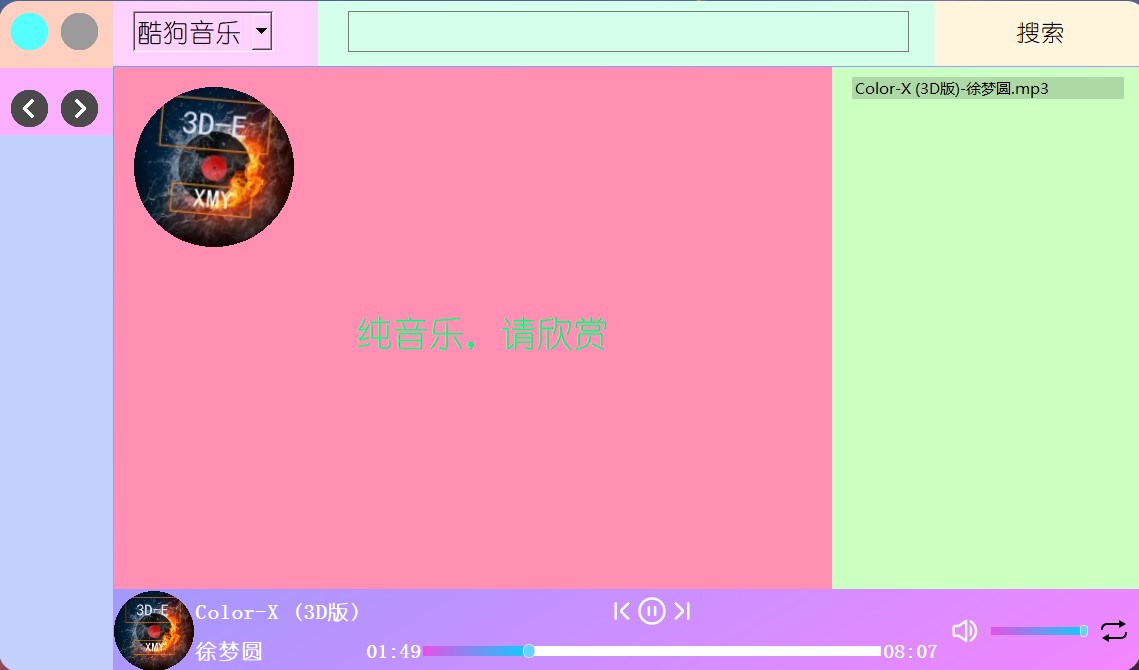 酷狗音乐
搜索
Color-X (3D版)-徐梦圆.mp3
3D-E
XMY
纯音乐，请欣赏
3D-E
XMY
Color-X (3D版)
徐梦圆
01:49
08:07